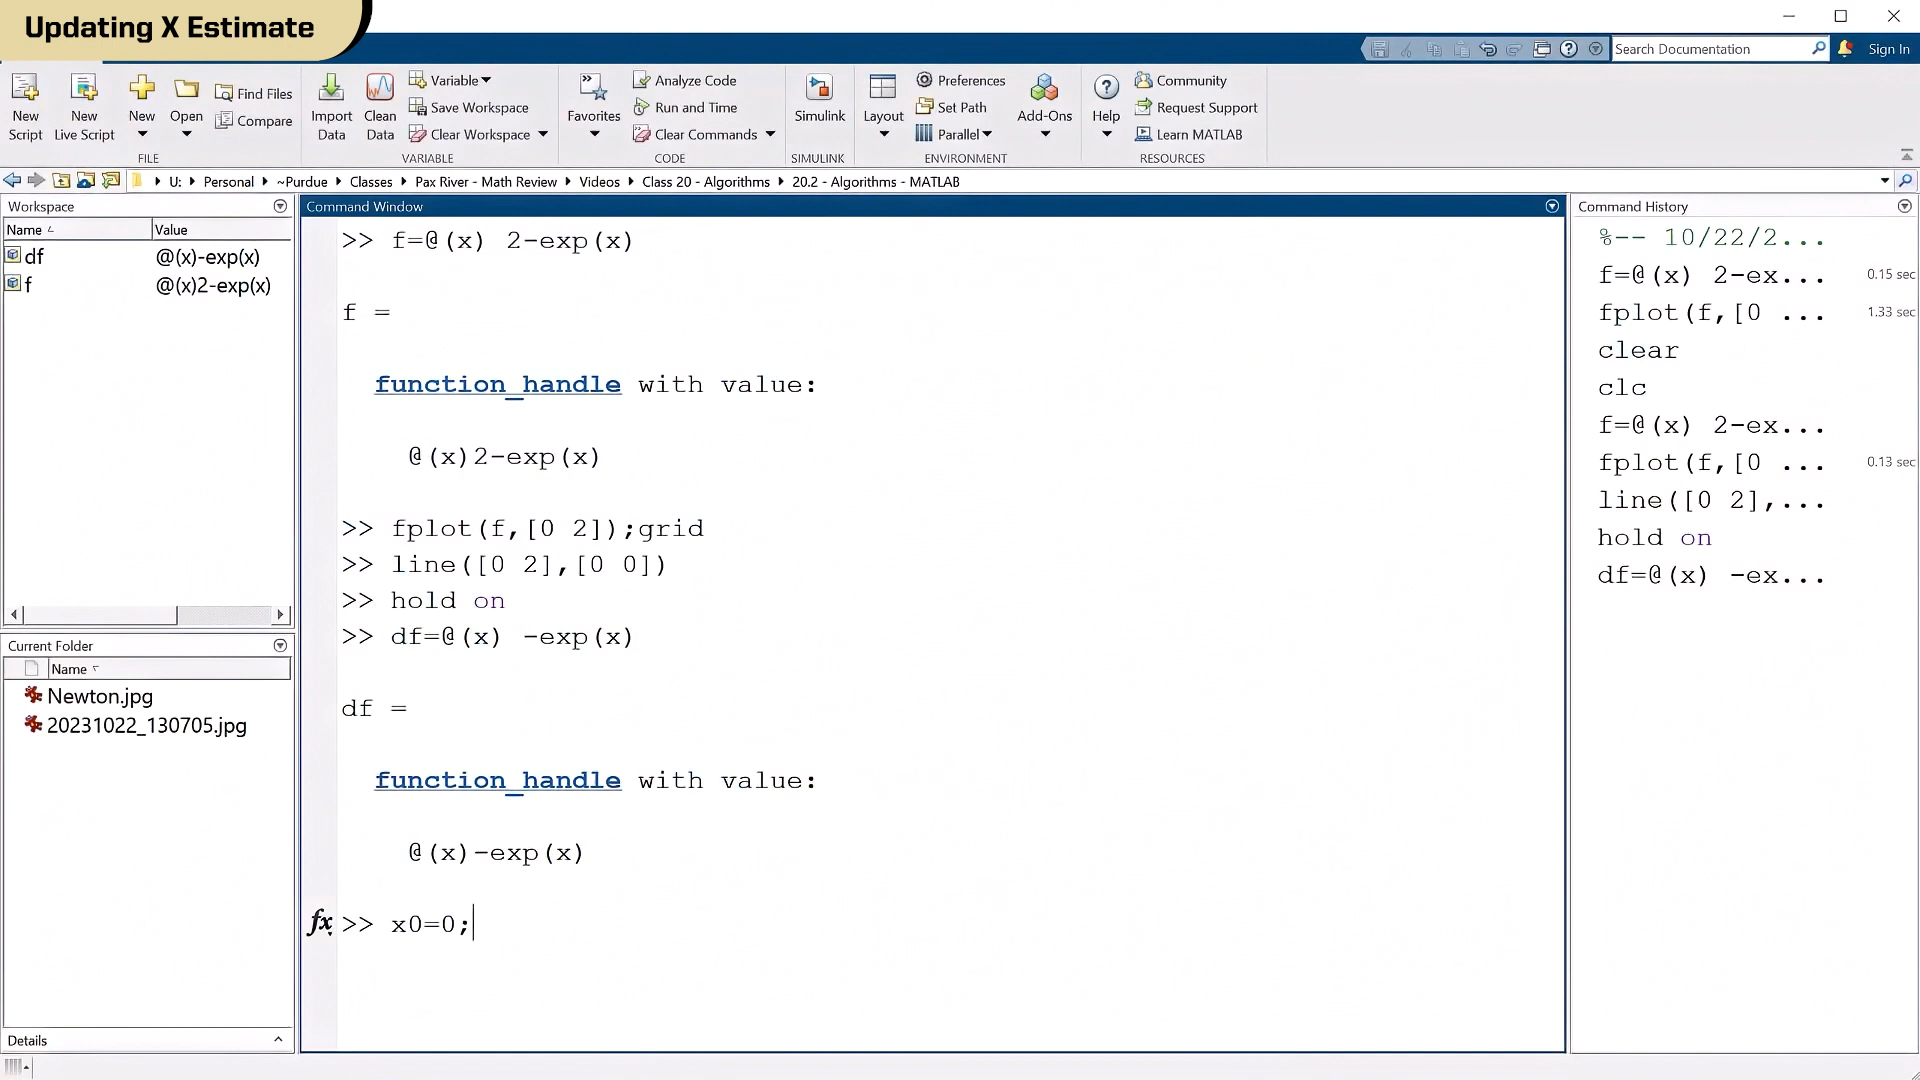 Updating X Estimate
Search Documentation
Sign In
New Script
New Live Script
New
Open
Find Files
Compare
FILE
Import Data
Clean Data
Variable
Save Workspace
Clear Workspace
VARIABLE
Favorites
Analyze Code
Run and Time
Clear Commands
CODE
Simulink
SIMULINK
Layout
Preferences
Set Path
Parallel
Add-Ons
ENVIRONMENT
Help
Community
Request Support
Learn MATLAB
RESOURCES
U: Personal ~Purdue Classes Pax River - Math Review Videos Class 20 - Algorithms 20.2 - Algorithms - MATLAB
Workspace
Name Value
df @(x)-exp(x)
f @(x)2-exp(x)
Current Folder
Name
Newton.jpg
20231022_130705.jpg
Details
Command Window
>> f=@(x) 2-exp(x)
f =
function_handle with value:
@(x)2-exp(x)
>> fplot(f,[0 2]);grid
>> line([0 2],[0 0])
>> hold on
>> df=@(x) -exp(x)
df =
function_handle with value:
@(x)-exp(x)
fx >> x0=0;
Command History
%-- 10/22/2...
f=@(x) 2-ex... 0.15 sec
fplot(f,[0 ... 1.33 sec
clear
clc
f=@(x) 2-ex...
fplot(f,[0 ... 0.13 sec
line([0 2],...
hold on
df=@(x) -ex...